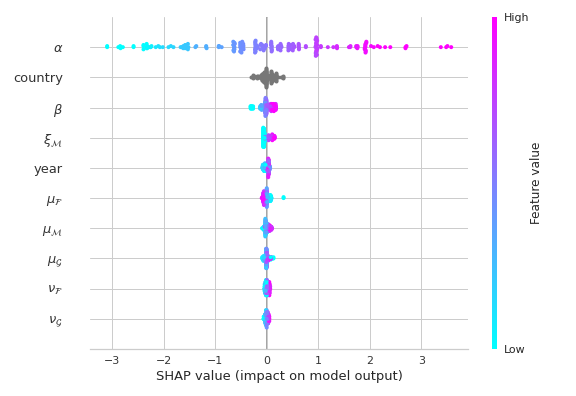 High
α
country
β
ξ_ℳ
year
μ_ℱ
μ_ℳ
μ_𝒢
ν_ℱ
ν_𝒢
Feature value
Low
−3 −2 −1 0 1 2 3
SHAP value (impact on model output)